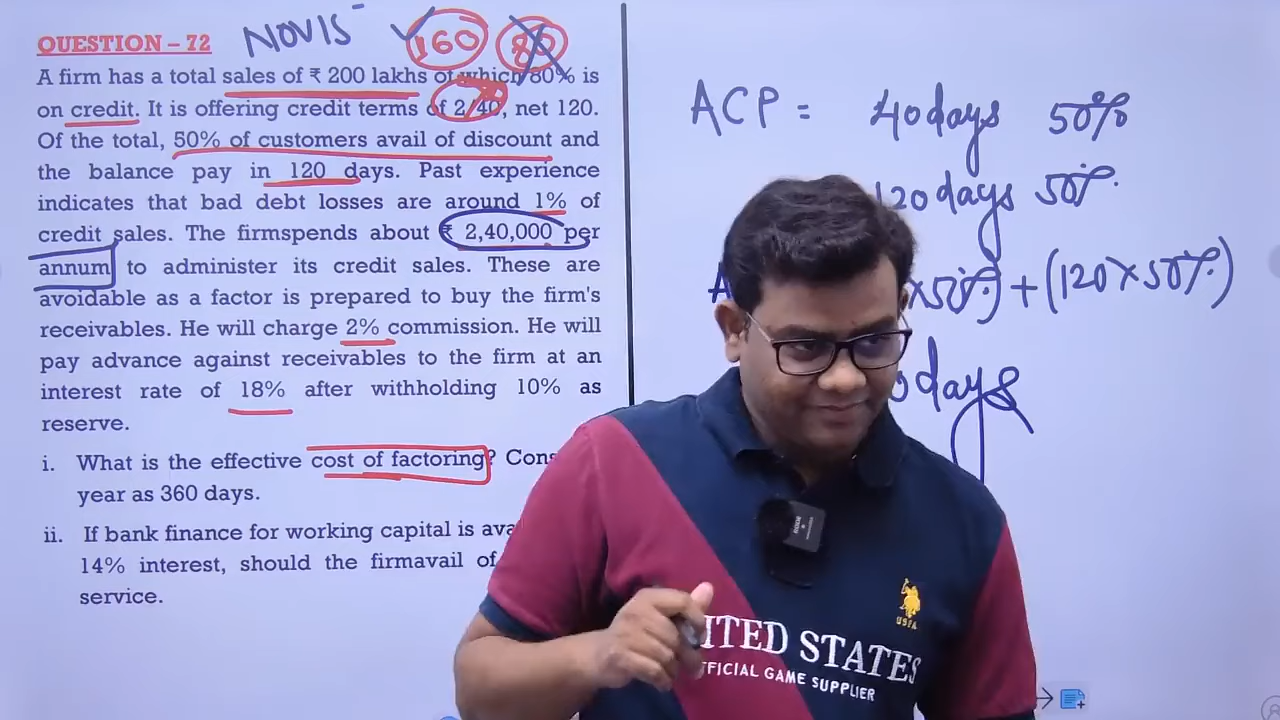 QUESTION – 72 NOV15 160 80
A firm has a total sales of ₹ 200 lakhs of which 80% is
on credit. It is offering credit terms of 2/40, net 120.
Of the total, 50% of customers avail of discount and
the balance pay in 120 days. Past experience
indicates that bad debt losses are around 1% of
credit sales. The firmspends about ₹ 2,40,000 per
annum to administer its credit sales. These are
avoidable as a factor is prepared to buy the firm's
receivables. He will charge 2% commission. He will
pay advance against receivables to the firm at an
interest rate of 18% after withholding 10% as
reserve.
i. What is the effective cost of factoring?
year as 360 days.
ii. If bank finance for working capital is
14% interest, should the firmavail of
service.
ACP = 40days 50%
120days 50%
×50%) + (120×50%)
days
UNITED STATES
OFFICIAL GAME SUPPLIER
USPA